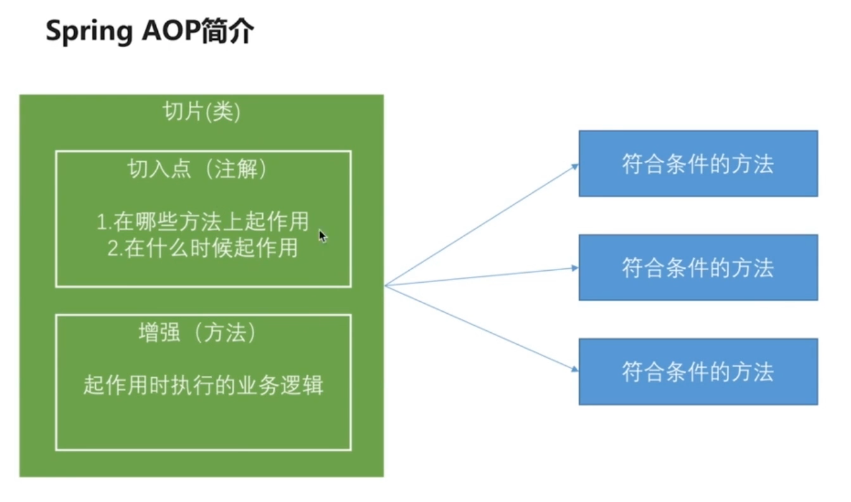 Spring AOP简介
切片(类)
切入点（注解）
1.在哪些方法上起作用
2.在什么时候起作用
增强（方法）
起作用时执行的业务逻辑
符合条件的方法
符合条件的方法
符合条件的方法